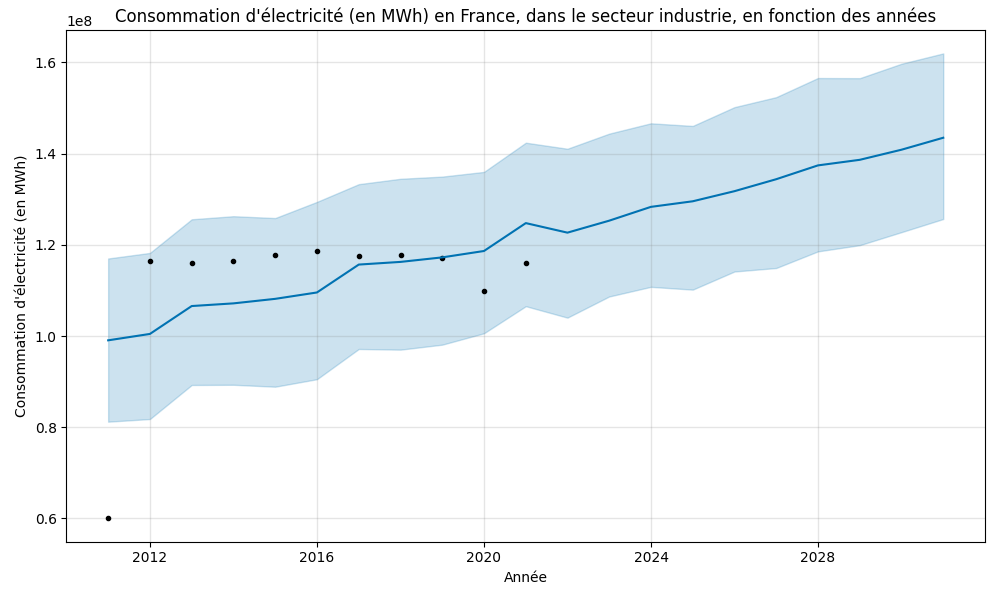 Consommation d'électricité (en MWh) en France, dans le secteur industrie, en fonction des années
1e8
1.6
1.4
1.2
1.0
0.8
0.6
Consommation d'électricité (en MWh)
2012 2016 2020 2024 2028
Année